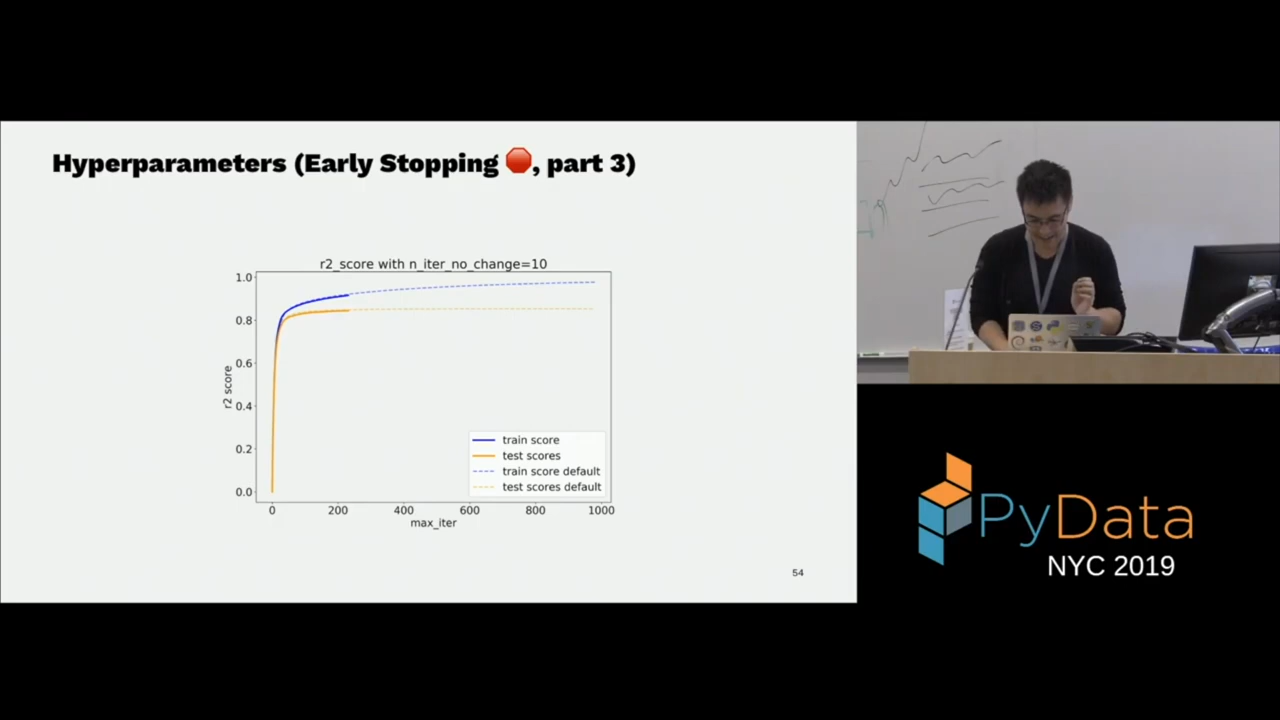 Hyperparameters (Early Stopping 🛑, part 3)
r2_score with n_iter_no_change=10
1.0
0.8
0.6
0.4
0.2
0.0
r2 score
0 200 400 600 800 1000
max_iter
train score
test scores
train score default
test scores default
54
PyData
NYC 2019